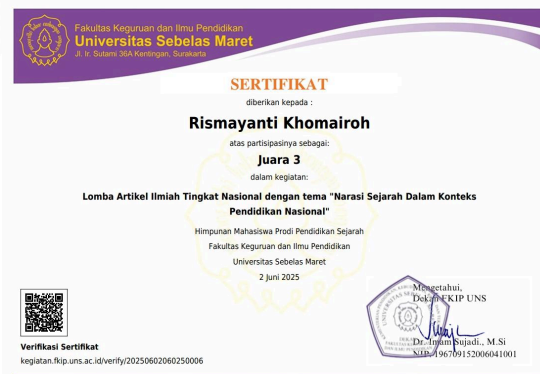 Fakultas Keguruan dan Ilmu Pendidikan
Universitas Sebelas Maret
Jl. Ir. Sutami 36A Kentingan, Surakarta
SERTIFIKAT
diberikan kepada :
Rismayanti Khomairoh
atas partisipasinya sebagai:
Juara 3
dalam kegiatan:
Lomba Artikel Ilmiah Tingkat Nasional dengan tema "Narasi Sejarah Dalam Konteks
Pendidikan Nasional"
Himpunan Mahasiswa Prodi Pendidikan Sejarah
Fakultas Keguruan dan Ilmu Pendidikan
Universitas Sebelas Maret
2 Juni 2025
Mengetahui,
Dekan FKIP UNS
Dr. Imam Sujadi., M.Si
NIP. 196709152006041001
Verifikasi Sertifikat
kegiatan.fkip.uns.ac.id/verify/20250602060250006